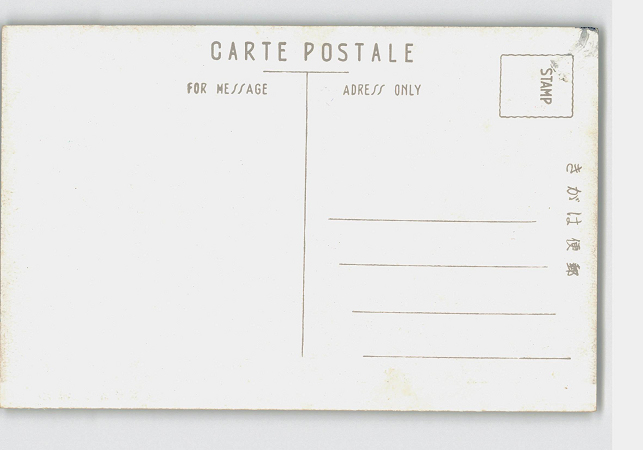 CARTE POSTALE
FOR MESSAGE
ADRESS ONLY
STAMP
郵便はがき